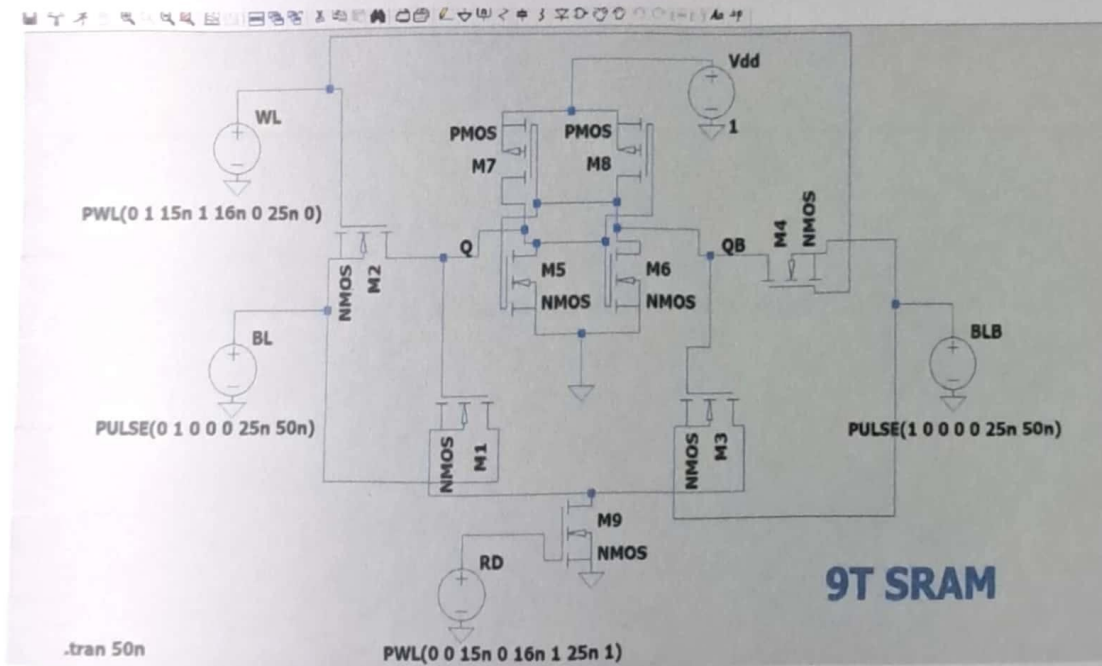 Vdd
WL
PMOS
PMOS
M7
M8
1
PWL(0 1 15n 1 16n 0 25n 0)
M4
NMOS
Q
QB
M5
M6
NMOS
M2
NMOS
NMOS
BL
BLB
PULSE(0 1 0 0 0 25n 50n)
PULSE(1 0 0 0 0 25n 50n)
NMOS
M1
NMOS
M3
M9
NMOS
RD
9T SRAM
.tran 50n
PWL(0 0 15n 0 16n 1 25n 1)